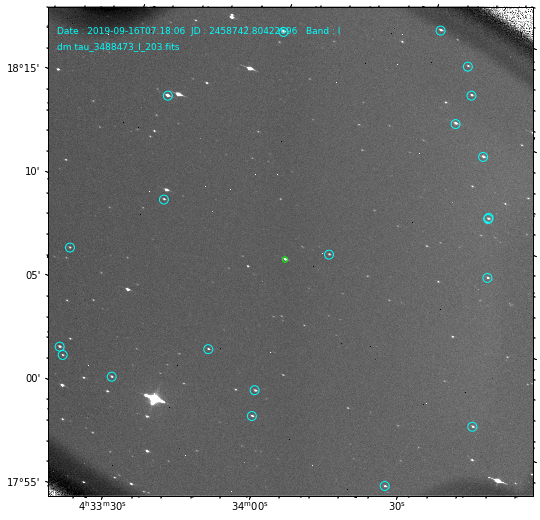 Date : 2019-09-16T07:18:06 JD : 2458742.80422696 Band : I
dm.tau_3488473_I_203.fits
18°15'
10'
05'
00'
17°55'
4ʰ33ᵐ30ˢ 34ᵐ00ˢ 30ˢ